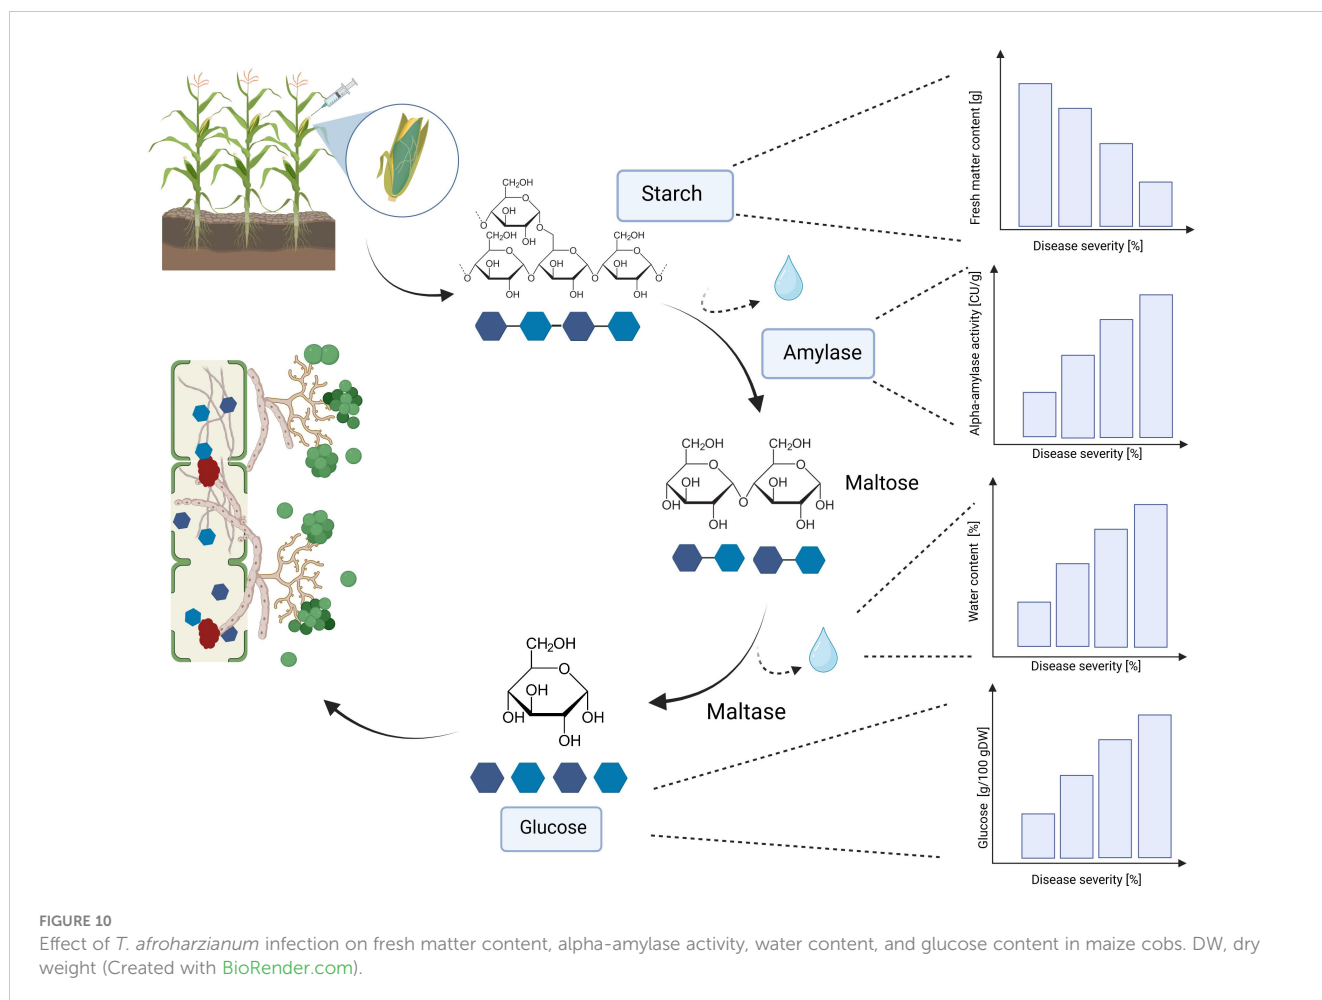 Starch
CH₂OH
O
OH
O
O
OH
CH₂OH
CH₂OH
O
O
O
OH
OH
OH
O
O
O
O
OH
OH
OH
Amylase
CH₂OH
CH₂OH
O
O
OH
OH
OH
O
OH
OH
OH
Maltose
Maltase
CH₂OH
O
OH
OH
OH
OH
Glucose
Fresh matter content [g]
Disease severity [%]
Alpha-amylase activity [CU/g]
Disease severity [%]
Water content [%]
Disease severity [%]
Glucose [g/100 gDW]
Disease severity [%]
FIGURE 10
Effect of T. afroharzianum infection on fresh matter content, alpha-amylase activity, water content, and glucose content in maize cobs. DW, dry
weight (Created with BioRender.com).